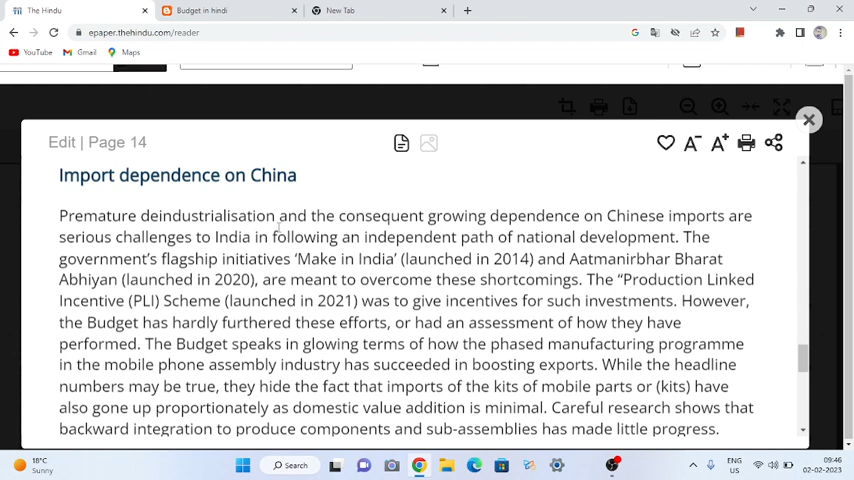 The Hindu
Budget in hindi
New Tab
epaper.thehindu.com/reader
YouTube
Gmail
Maps
Edit | Page 14
A- A+
Import dependence on China
Premature deindustrialisation and the consequent growing dependence on Chinese imports are
serious challenges to India in following an independent path of national development. The
government's flagship initiatives 'Make in India' (launched in 2014) and Aatmanirbhar Bharat
Abhiyan (launched in 2020), are meant to overcome these shortcomings. The “Production Linked
Incentive (PLI) Scheme (launched in 2021) was to give incentives for such investments. However,
the Budget has hardly furthered these efforts, or had an assessment of how they have
performed. The Budget speaks in glowing terms of how the phased manufacturing programme
in the mobile phone assembly industry has succeeded in boosting exports. While the headline
numbers may be true, they hide the fact that imports of the kits of mobile parts or (kits) have
also gone up proportionately as domestic value addition is minimal. Careful research shows that
backward integration to produce components and sub-assemblies has made little progress.
18°C
Sunny
Search
ENG
US
09:46
02-02-2023